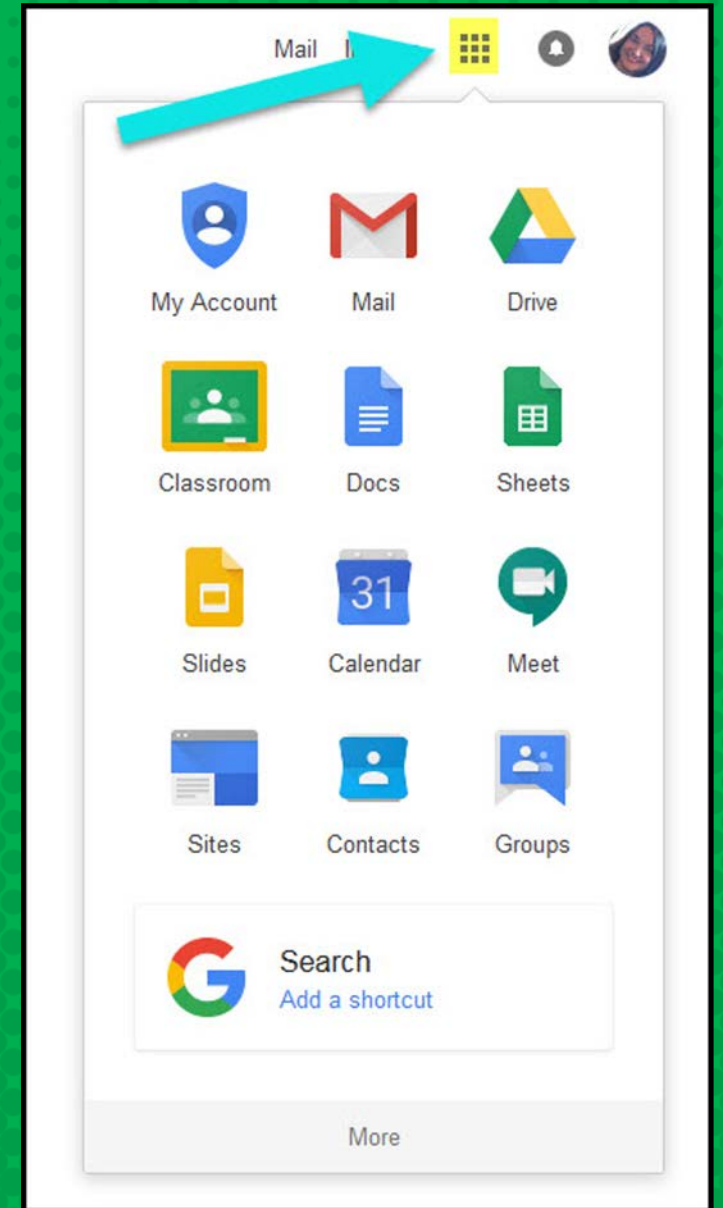 Mail
My Account Mail Drive
Classroom Docs Sheets
31
Slides Calendar Meet
Sites Contacts Groups
Search
Add a shortcut
More